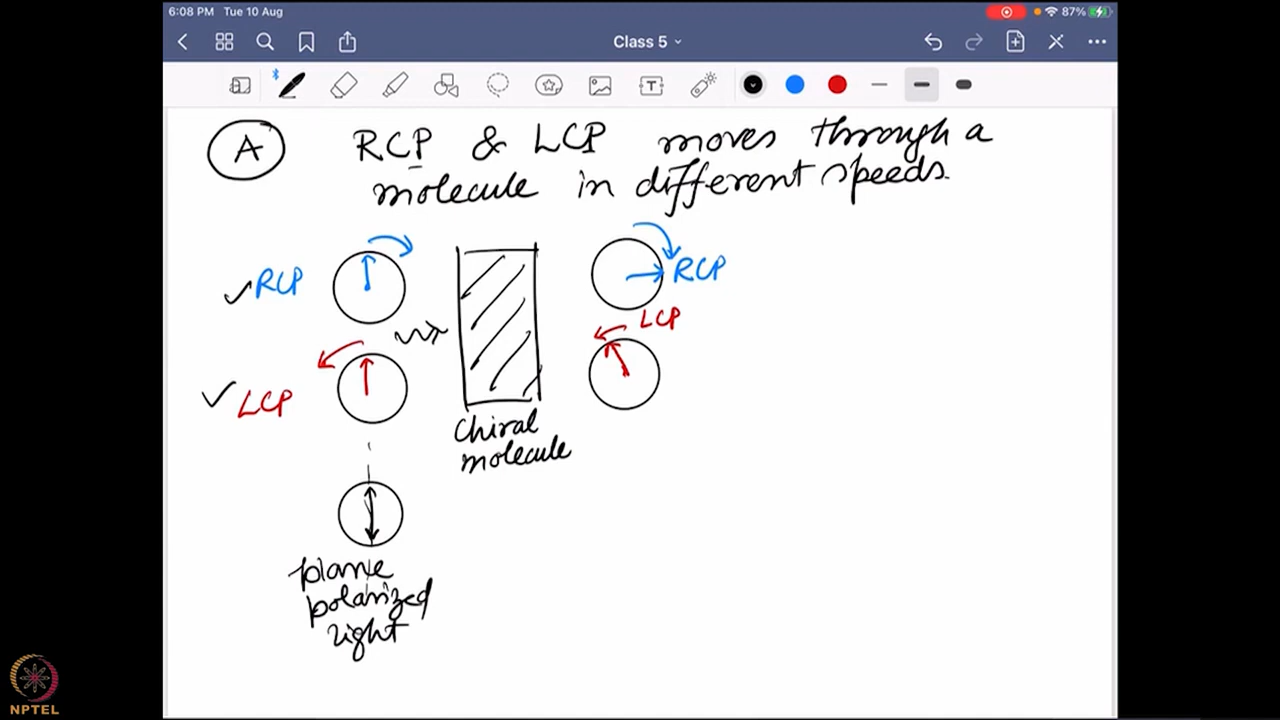 6:08 PM Tue 10 Aug
87%
Class 5
A RCP & LCP moves through a
molecule in different speeds.
RCP
RCP
LCP
LCP
Chiral
molecule
plane
polarized
light
NPTEL